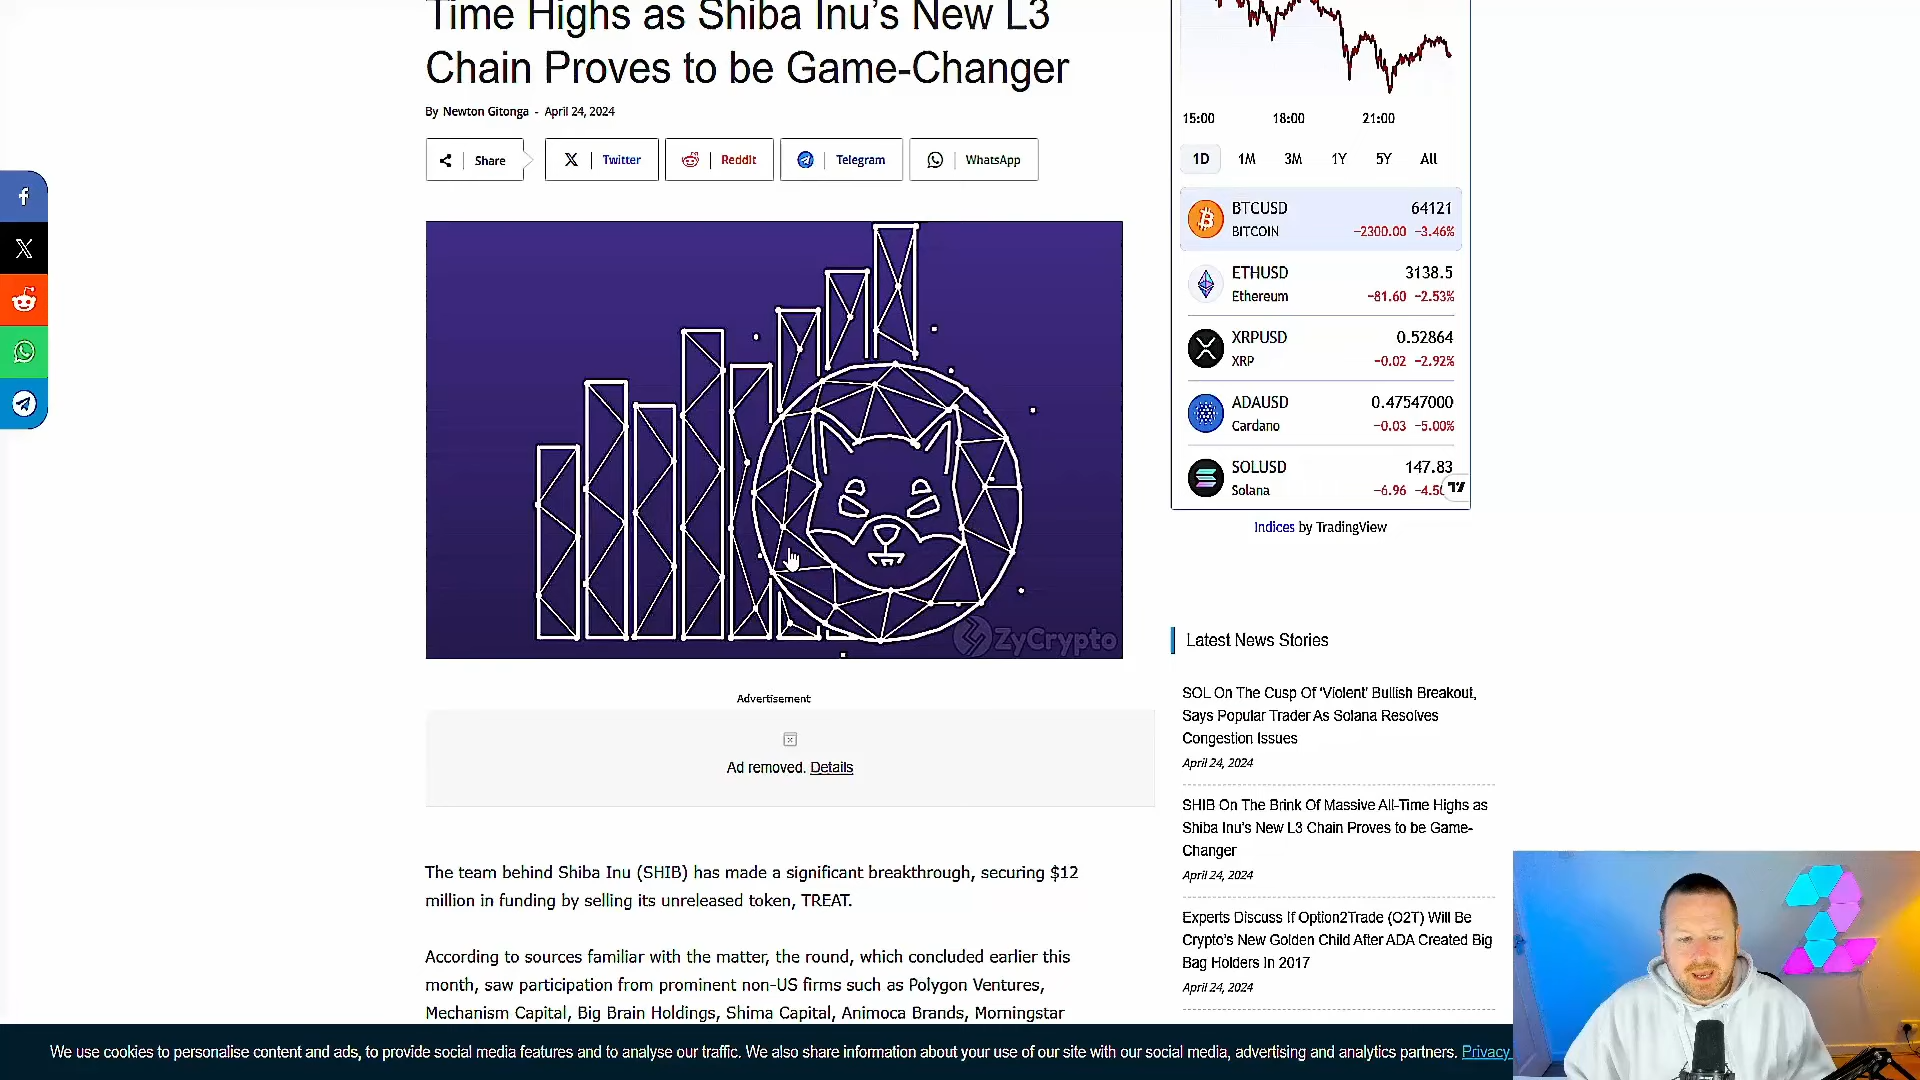 Time Highs as Shiba Inu's New L3
Chain Proves to be Game-Changer
By Newton Gitonga - April 24, 2024
Share
Twitter
ReddIt
Telegram
WhatsApp
ZyCrypto
Advertisement
Ad removed. Details
The team behind Shiba Inu (SHIB) has made a significant breakthrough, securing $12
million in funding by selling its unreleased token, TREAT.
According to sources familiar with the matter, the round, which concluded earlier this
month, saw participation from prominent non-US firms such as Polygon Ventures,
Mechanism Capital, Big Brain Holdings, Shima Capital, Animoca Brands, Morningstar
15:00 18:00 21:00
1D 1M 3M 1Y 5Y All
BTCUSD 64121
BITCOIN −2300.00 −3.46%
ETHUSD 3138.5
Ethereum −81.60 −2.53%
XRPUSD 0.52864
XRP −0.02 −2.92%
ADAUSD 0.47547000
Cardano −0.03 −5.00%
SOLUSD 147.83
Solana −6.96
Indices by TradingView
Latest News Stories
SOL On The Cusp Of 'Violent' Bullish Breakout,
Says Popular Trader As Solana Resolves
Congestion Issues
April 24, 2024
SHIB On The Brink Of Massive All-Time Highs as
Shiba Inu's New L3 Chain Proves to be Game-
Changer
April 24, 2024
Experts Discuss If Option2Trade (O2T) Will Be
Crypto's New Golden Child After ADA Created Big
Bag Holders In 2017
April 24, 2024
We use cookies to personalise content and ads, to provide social media features and to analyse our traffic. We also share information about your use of our site with our social media, advertising and analytics partners. Privacy